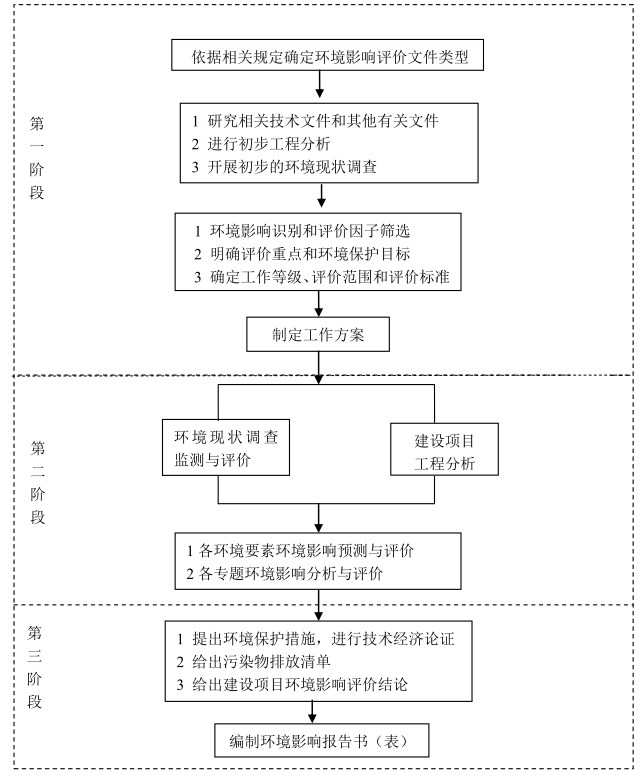 依据相关规定确定环境影响评价文件类型
第一阶段
1 研究相关技术文件和其他有关文件
2 进行初步工程分析
3 开展初步的环境现状调查
1 环境影响识别和评价因子筛选
2 明确评价重点和环境保护目标
3 确定工作等级、评价范围和评价标准
制定工作方案
第二阶段
环境现状调查
监测与评价
建设项目
工程分析
1 各环境要素环境影响预测与评价
2 各专题环境影响分析与评价
第三阶段
1 提出环境保护措施，进行技术经济论证
2 给出污染物排放清单
3 给出建设项目环境影响评价结论
编制环境影响报告书（表）